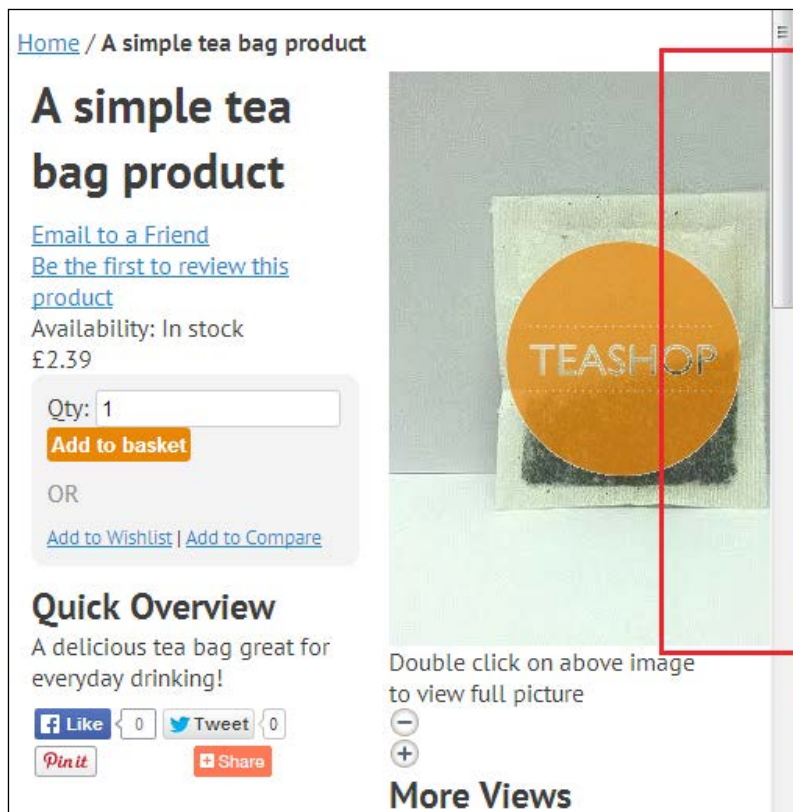 Home / A simple tea bag product
A simple tea
bag product
Email to a Friend
Be the first to review this
product
Availability: In stock
£2.39
Qty: 1
Add to basket
OR
Add to Wishlist | Add to Compare
Quick Overview
A delicious tea bag great for
everyday drinking!
Like 0 Tweet 0
Pin it Share
TEASHOP
Double click on above image
to view full picture
More Views